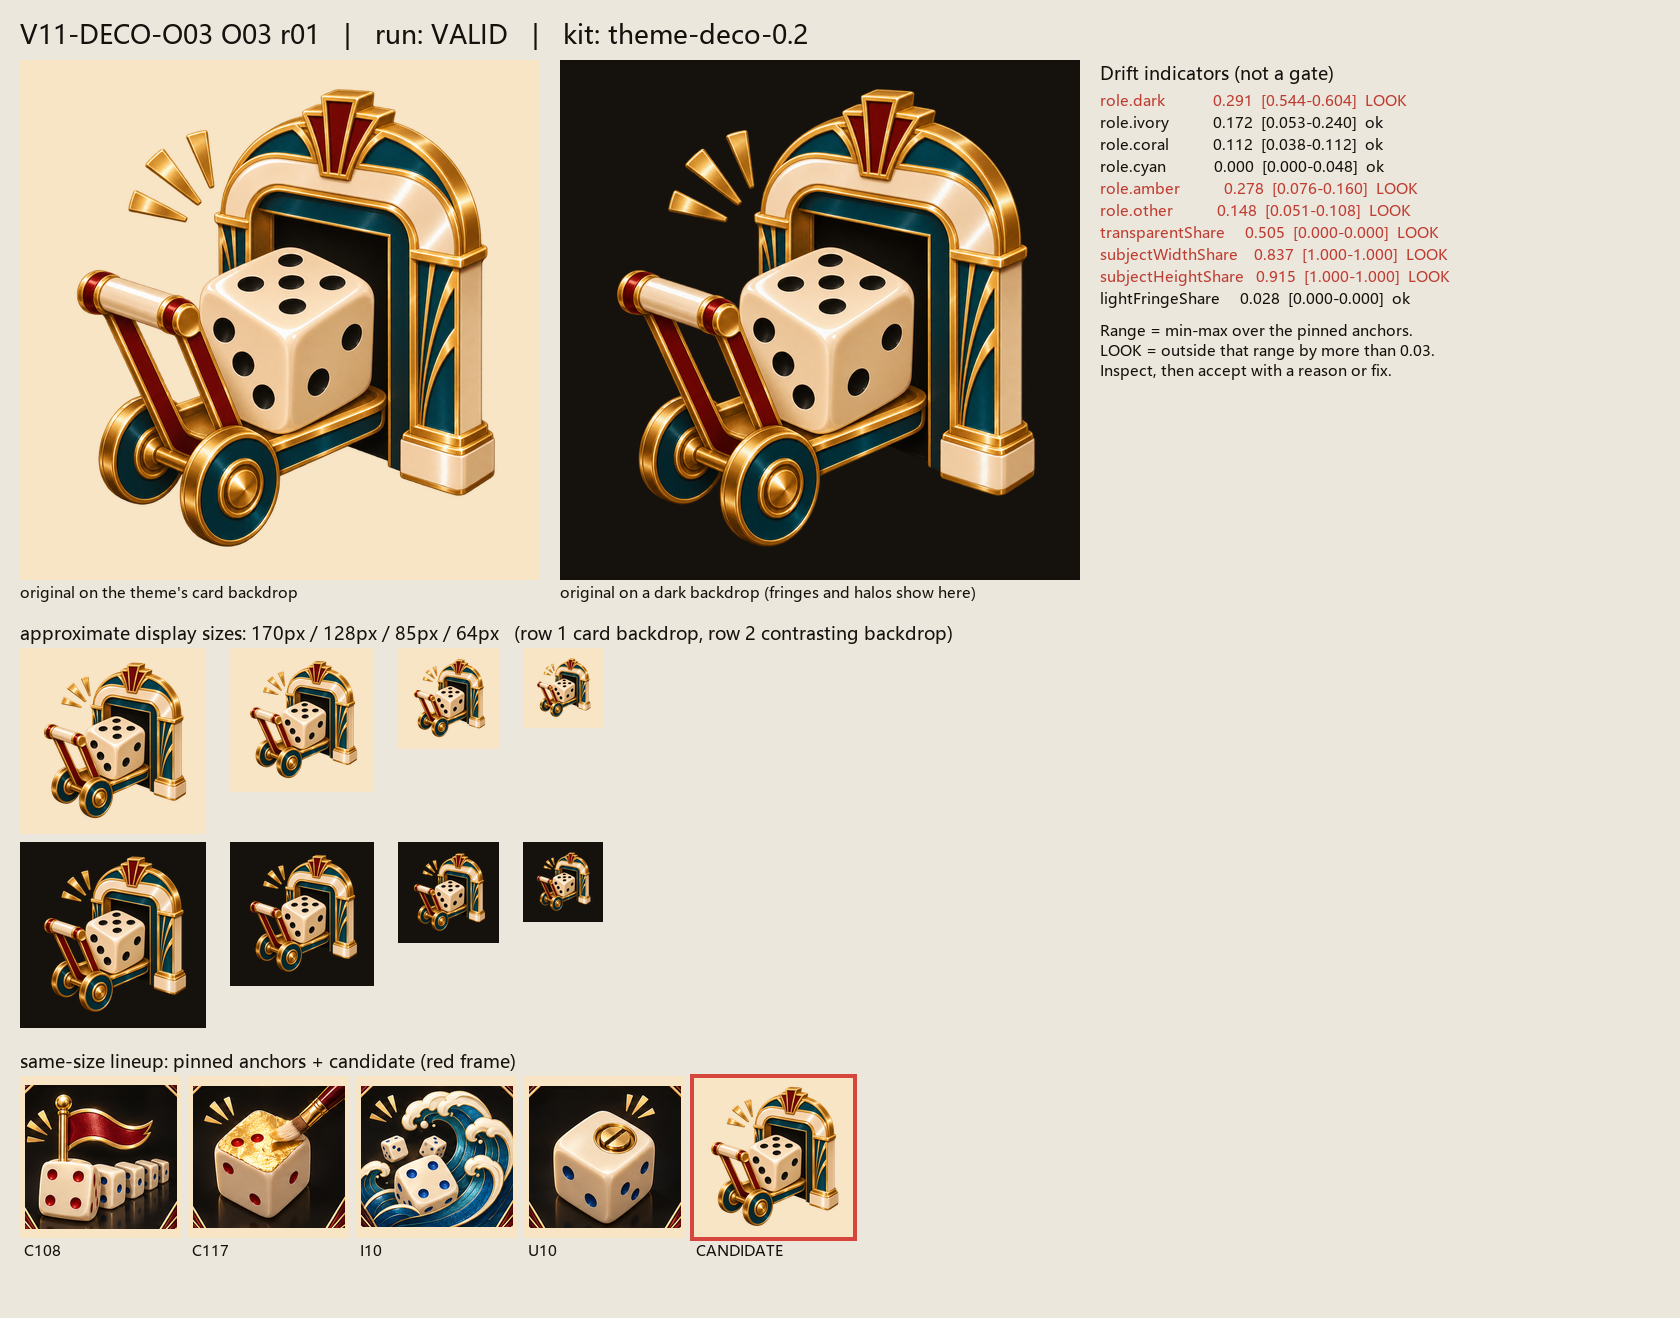 V11-DECO-O03 O03 r01 | run: VALID | kit: theme-deco-0.2
Drift indicators (not a gate)
role.dark 0.291 [0.544-0.604] LOOK
role.ivory 0.172 [0.053-0.240] ok
role.coral 0.112 [0.038-0.112] ok
role.cyan 0.000 [0.000-0.048] ok
role.amber 0.278 [0.076-0.160] LOOK
role.other 0.148 [0.051-0.108] LOOK
transparentShare 0.505 [0.000-0.000] LOOK
subjectWidthShare 0.837 [1.000-1.000] LOOK
subjectHeightShare 0.915 [1.000-1.000] LOOK
lightFringeShare 0.028 [0.000-0.000] ok
Range = min-max over the pinned anchors.
LOOK = outside that range by more than 0.03.
Inspect, then accept with a reason or fix.
original on the theme's card backdrop
original on a dark backdrop (fringes and halos show here)
approximate display sizes: 170px / 128px / 85px / 64px (row 1 card backdrop, row 2 contrasting backdrop)
same-size lineup: pinned anchors + candidate (red frame)
C108
C117
I10
U10
CANDIDATE